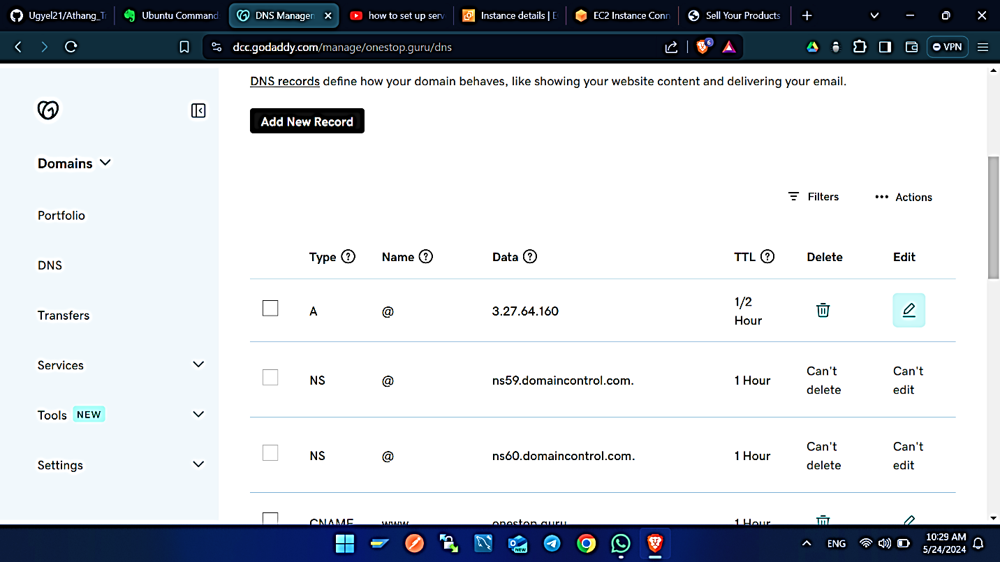 Ugyel21/Athang_Tr
Ubuntu Command
DNS Managem
how to set up serv
Instance details | E
EC2 Instance Conn
Sell Your Products
dcc.godaddy.com/manage/onestop.guru/dns
6
VPN
DNS records define how your domain behaves, like showing your website content and delivering your email.
Add New Record
Domains
Portfolio
DNS
Transfers
Services
Tools NEW
Settings
Filters
Actions
Type ? Name ? Data ? TTL ? Delete Edit
A @ 3.27.64.160 1/2 Hour
NS @ ns59.domaincontrol.com. 1 Hour Can't delete Can't edit
NS @ ns60.domaincontrol.com. 1 Hour Can't delete Can't edit
CNAME www onestop.guru 1 Hour
NEW
ENG
10:29 AM
5/24/2024